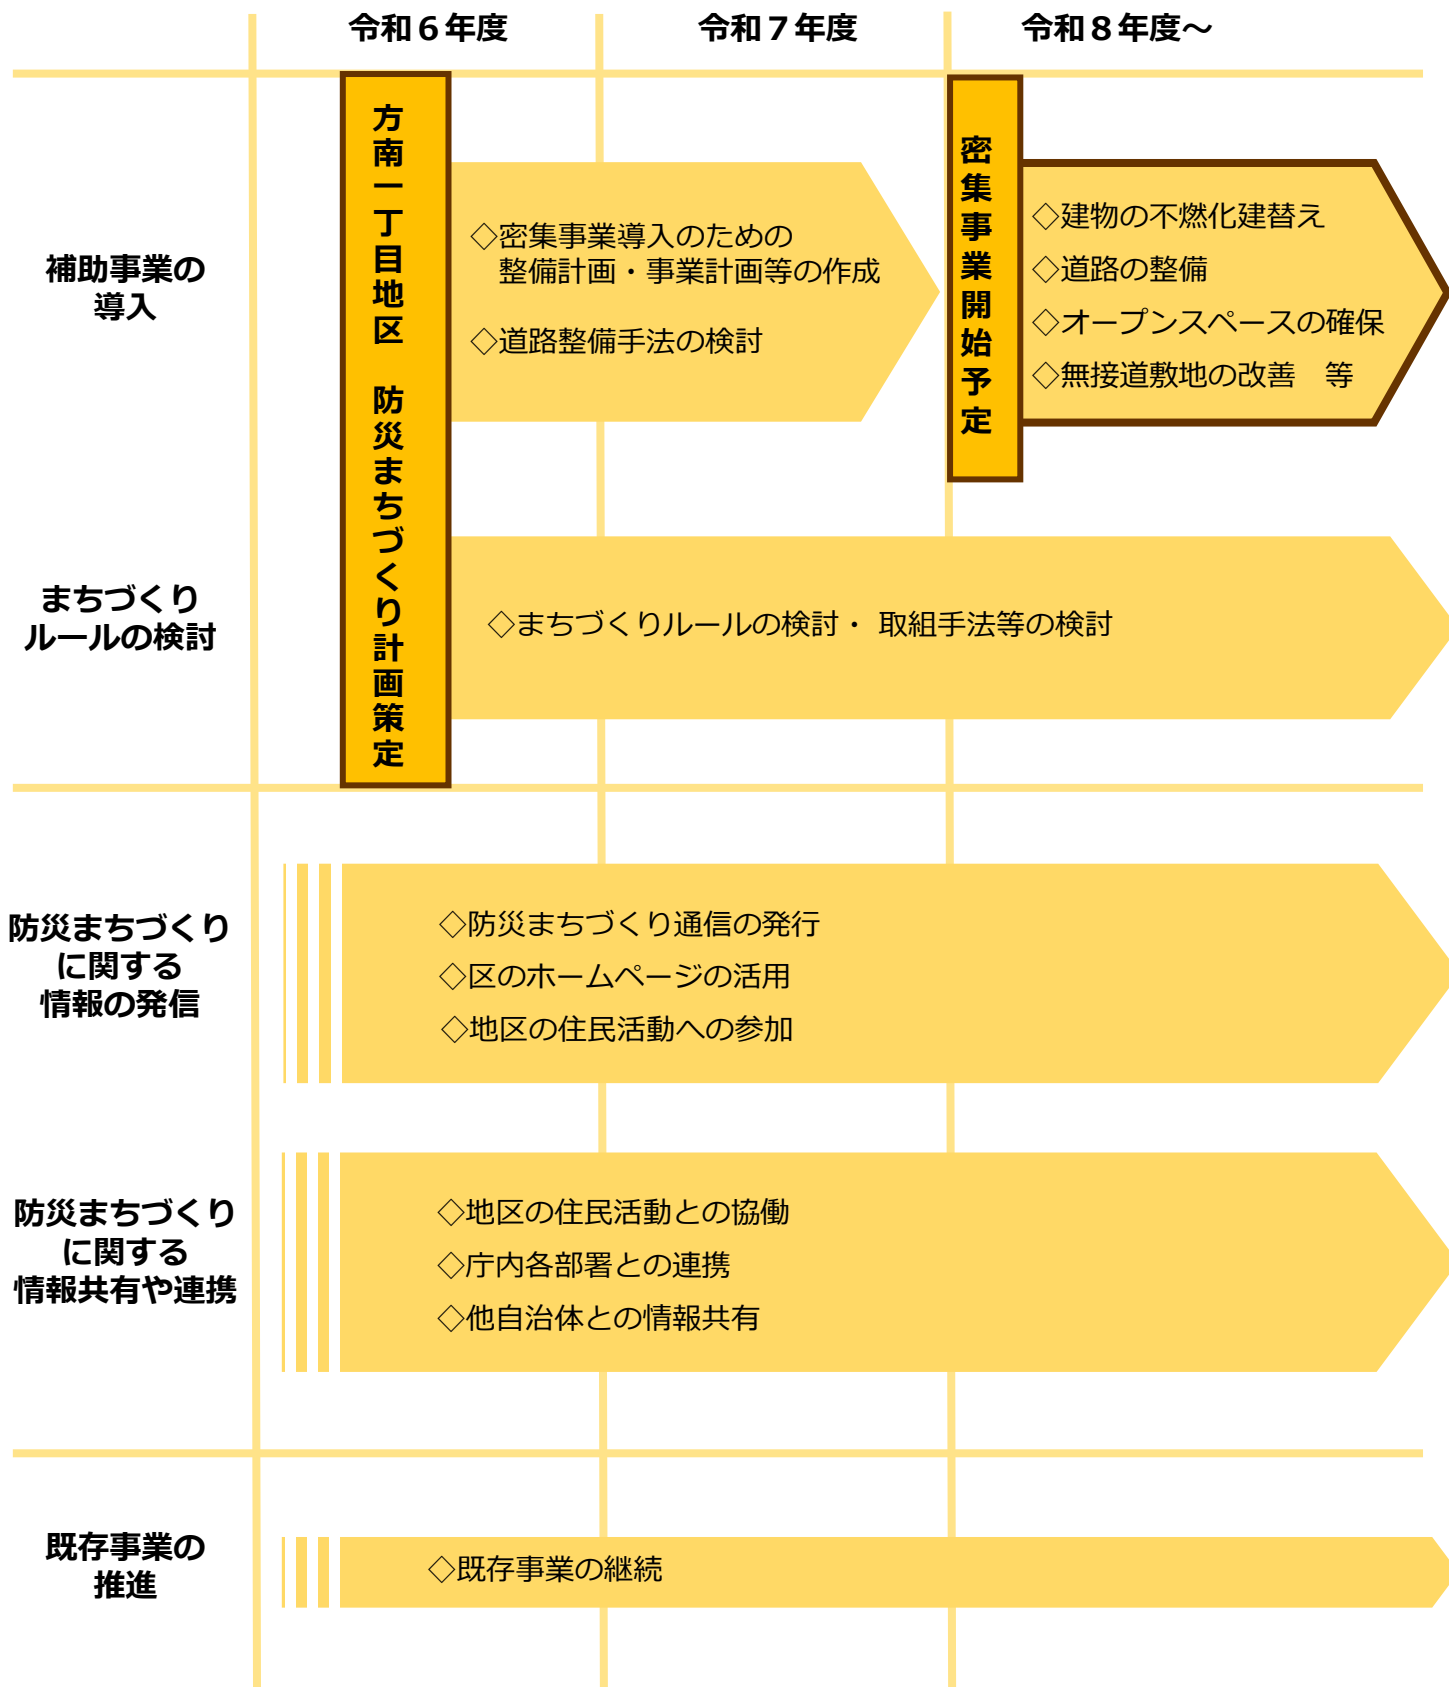 令和６年度
令和７年度
令和８年度～
補助事業の
導入
方南一丁目地区　防災まちづくり計画策定
◇密集事業導入のための
整備計画・事業計画等の作成
◇道路整備手法の検討
密集事業開始予定
◇建物の不燃化建替え
◇道路の整備
◇オープンスペースの確保
◇無接道敷地の改善　等
まちづくり
ルールの検討
◇まちづくりルールの検討・ 取組手法等の検討
防災まちづくり
に関する
情報の発信
◇防災まちづくり通信の発行
◇区のホームページの活用
◇地区の住民活動への参加
防災まちづくり
に関する
情報共有や連携
◇地区の住民活動との協働
◇庁内各部署との連携
◇他自治体との情報共有
既存事業の
推進
◇既存事業の継続